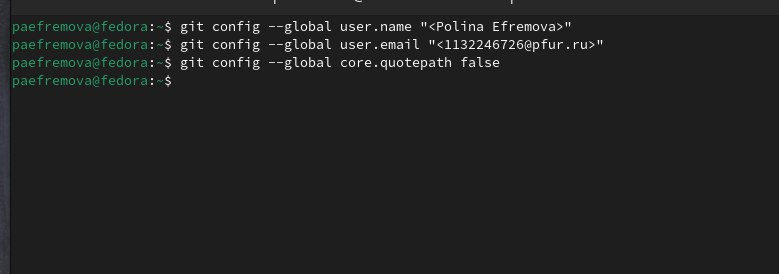 paefremova@fedora:~$ git config --global user.name "<Polina Efremova>"
paefremova@fedora:~$ git config --global user.email "<1132246726@pfur.ru>"
paefremova@fedora:~$ git config --global core.quotepath false
paefremova@fedora:~$